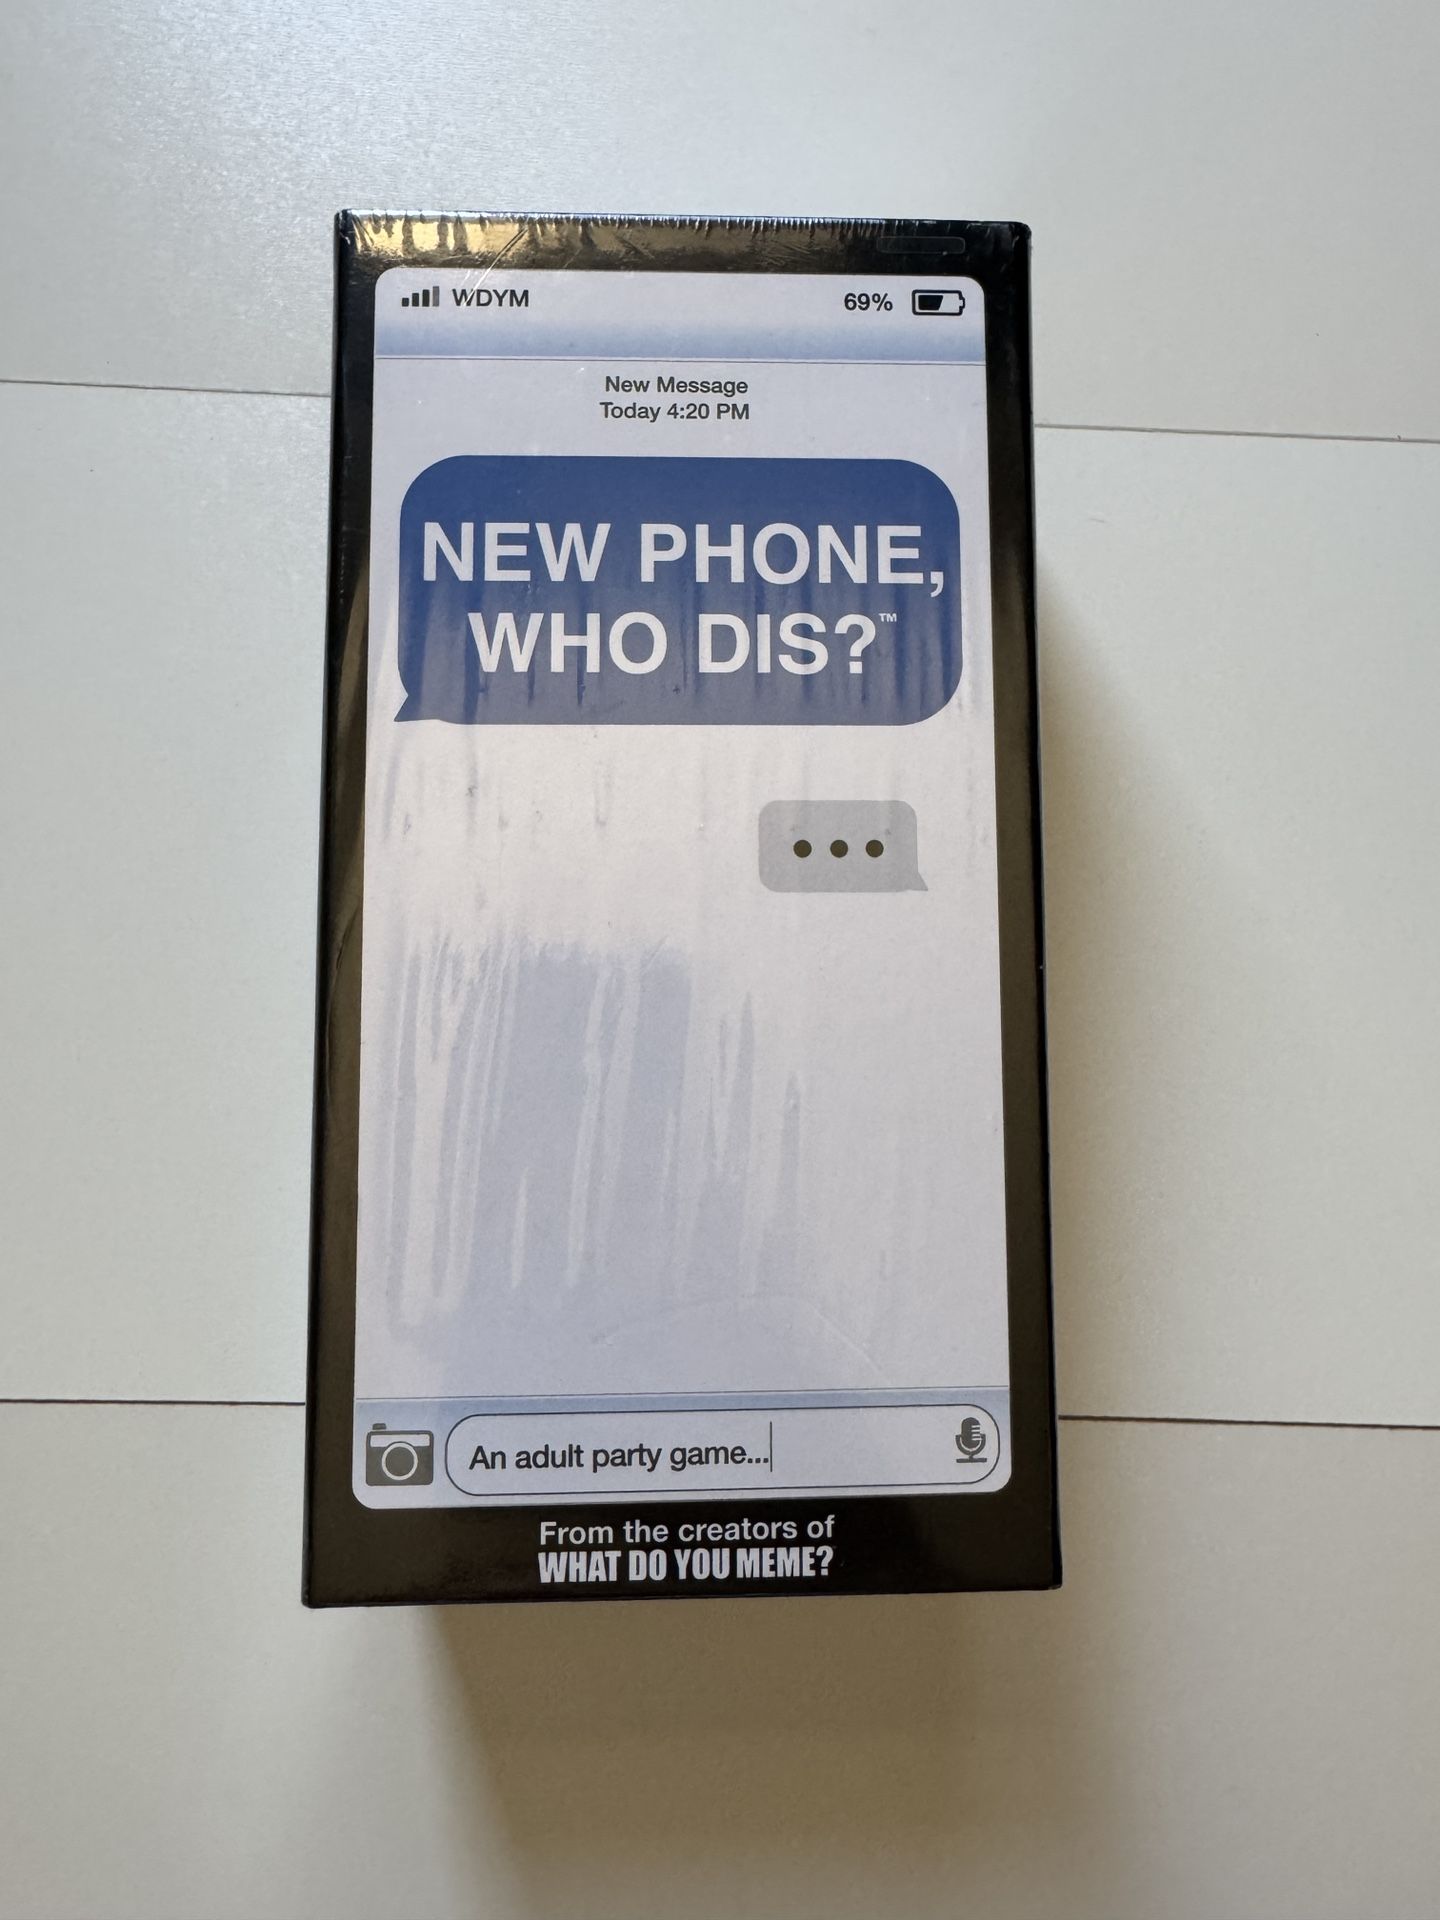 WDYM 69%
New Message
Today 4:20 PM
NEW PHONE,
WHO DIS?™
An adult party game...
From the creators of
WHAT DO YOU MEME?